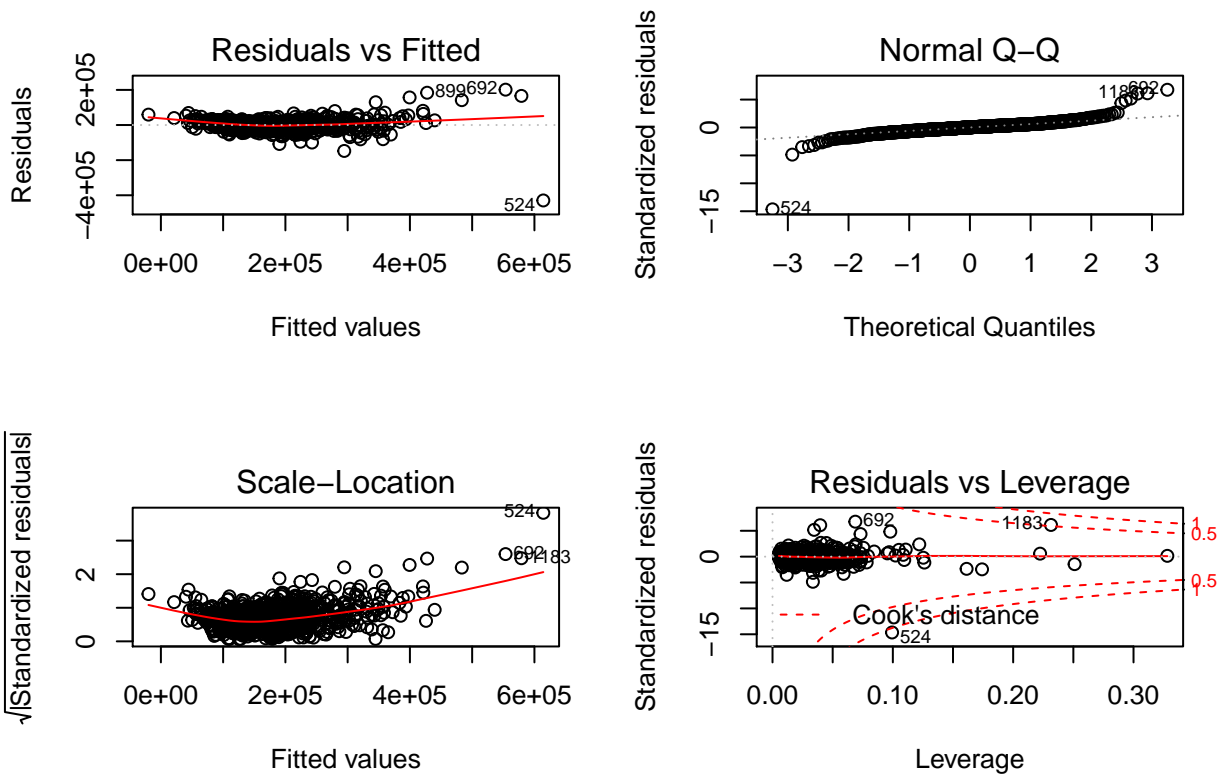 Residuals vs Fitted
Residuals
−4e+05 2e+05
899 692
524
0e+00 2e+05 4e+05 6e+05
Fitted values
Normal Q−Q
Standardized residuals
−15 0
692
524
−3 −2 −1 0 1 2 3
Theoretical Quantiles
Scale−Location
√|Standardized residuals|
0 2
524
692 1183
0e+00 2e+05 4e+05 6e+05
Fitted values
Residuals vs Leverage
Standardized residuals
−15 0
692
1183
524
Cook's distance
1
0.5
0.5
1
0.00 0.10 0.20 0.30
Leverage